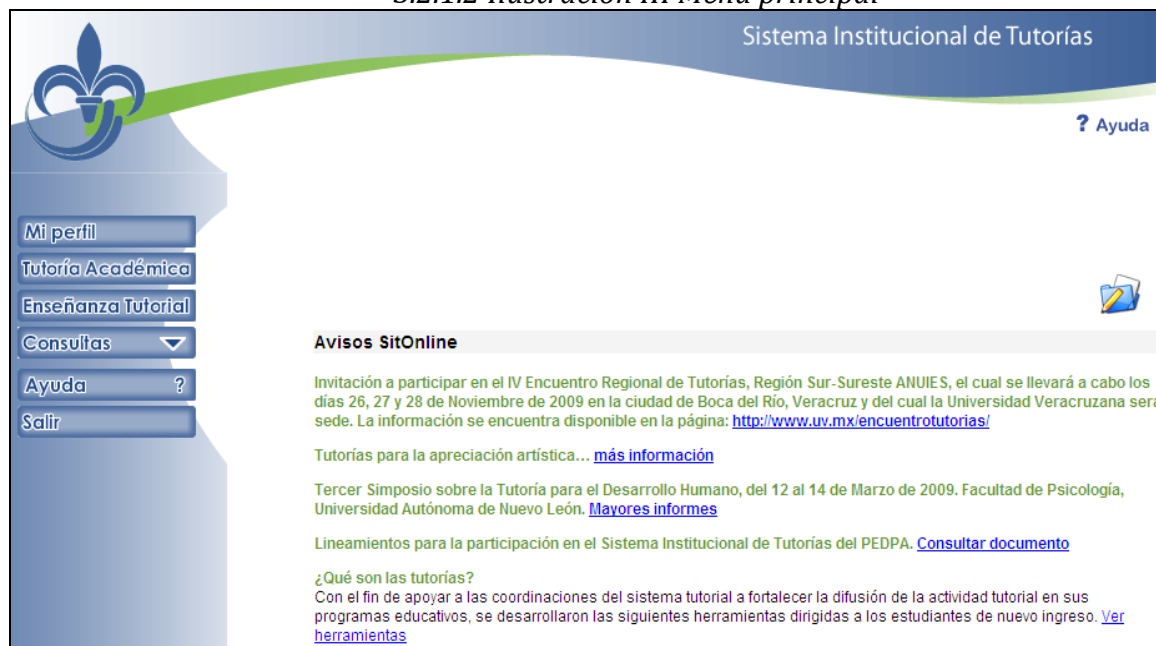 3.2.1.2 Ilustración III Menú principal
Sistema Institucional de Tutorías
? Ayuda
Mi perfil
Tutoría Académica
Enseñanza Tutorial
Consultas
Ayuda ?
Salir
Avisos SitOnline
Invitación a participar en el IV Encuentro Regional de Tutorías, Región Sur-Sureste ANUIES, el cual se llevará a cabo los
días 26, 27 y 28 de Noviembre de 2009 en la ciudad de Boca del Río, Veracruz y del cual la Universidad Veracruzana será
sede. La información se encuentra disponible en la página: http://www.uv.mx/encuentrotutorias/
Tutorías para la apreciación artística... más información
Tercer Simposio sobre la Tutoría para el Desarrollo Humano, del 12 al 14 de Marzo de 2009. Facultad de Psicología,
Universidad Autónoma de Nuevo León. Mayores informes
Lineamientos para la participación en el Sistema Institucional de Tutorías del PEDPA. Consultar documento
¿Qué son las tutorías?
Con el fin de apoyar a las coordinaciones del sistema tutorial a fortalecer la difusión de la actividad tutorial en sus
programas educativos, se desarrollaron las siguientes herramientas dirigidas a los estudiantes de nuevo ingreso. Ver
herramientas